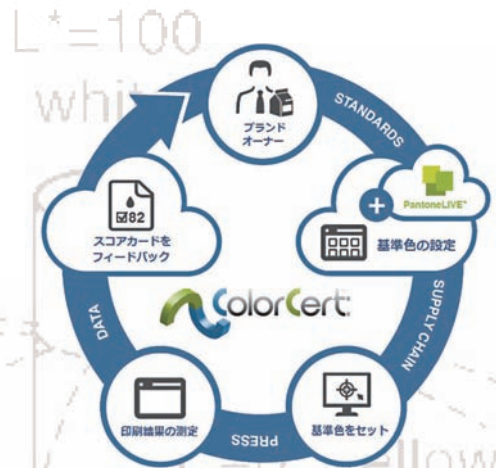 L*=100
whit
ブランド
オーナー
STANDARDS
PantoneLIVE™
基準色の設定
SUPPLY CHAIN
基準色をセット
PRESS
印刷結果の測定
DATA
82
スコアカードを
フィードバック
ColorCert:
llow